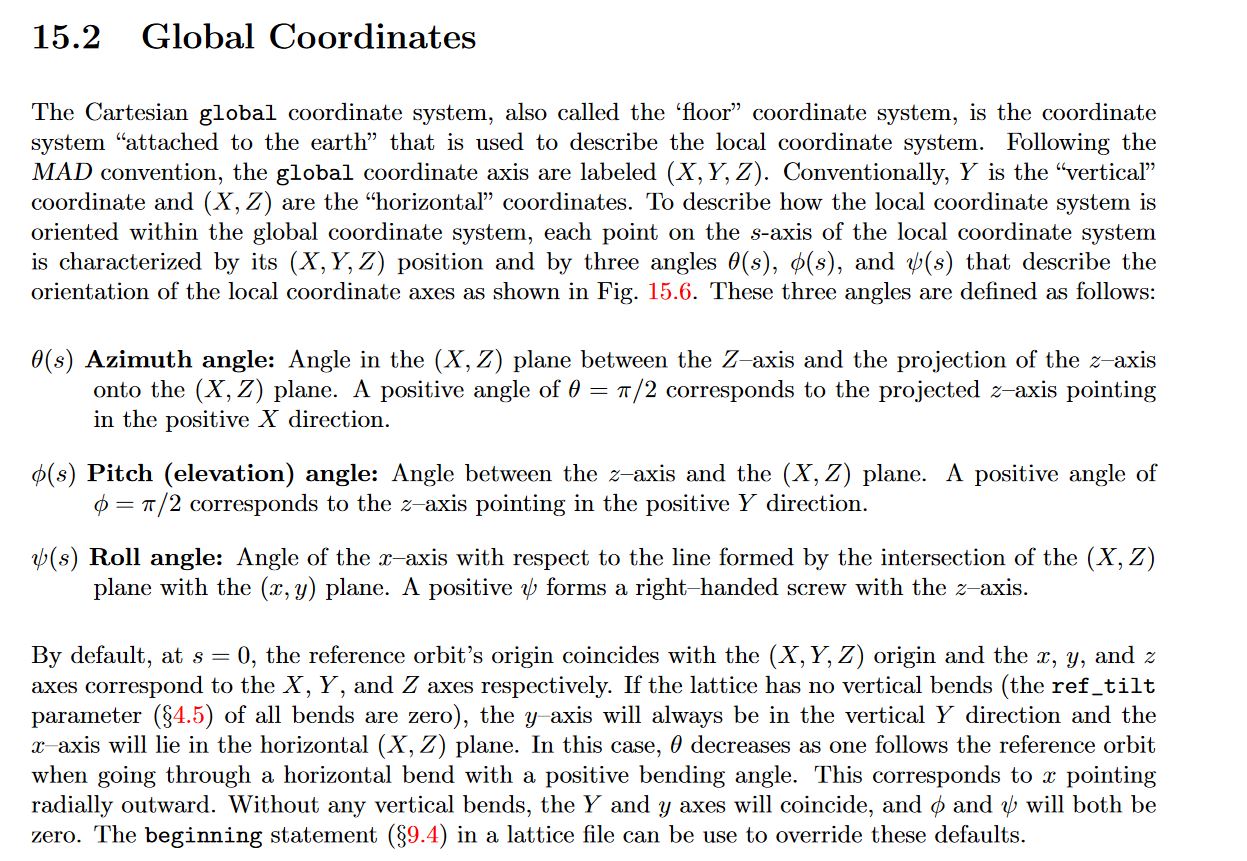 15.2 Global Coordinates
The Cartesian global coordinate system, also called the ‘floor” coordinate system, is the coordinate
system “attached to the earth” that is used to describe the local coordinate system. Following the
MAD convention, the global coordinate axis are labeled (X, Y, Z). Conventionally, Y is the “vertical”
coordinate and (X, Z) are the “horizontal” coordinates. To describe how the local coordinate system is
oriented within the global coordinate system, each point on the s-axis of the local coordinate system
is characterized by its (X, Y, Z) position and by three angles θ(s), ϕ(s), and ψ(s) that describe the
orientation of the local coordinate axes as shown in Fig. 15.6. These three angles are defined as follows:
θ(s) Azimuth angle: Angle in the (X, Z) plane between the Z–axis and the projection of the z–axis
onto the (X, Z) plane. A positive angle of θ = π/2 corresponds to the projected z–axis pointing
in the positive X direction.
ϕ(s) Pitch (elevation) angle: Angle between the z–axis and the (X, Z) plane. A positive angle of
ϕ = π/2 corresponds to the z–axis pointing in the positive Y direction.
ψ(s) Roll angle: Angle of the x–axis with respect to the line formed by the intersection of the (X, Z)
plane with the (x, y) plane. A positive ψ forms a right–handed screw with the z–axis.
By default, at s = 0, the reference orbit’s origin coincides with the (X, Y, Z) origin and the x, y, and z
axes correspond to the X, Y, and Z axes respectively. If the lattice has no vertical bends (the ref_tilt
parameter (§4.5) of all bends are zero), the y–axis will always be in the vertical Y direction and the
x–axis will lie in the horizontal (X, Z) plane. In this case, θ decreases as one follows the reference orbit
when going through a horizontal bend with a positive bending angle. This corresponds to x pointing
radially outward. Without any vertical bends, the Y and y axes will coincide, and ϕ and ψ will both be
zero. The beginning statement (§9.4) in a lattice file can be use to override these defaults.